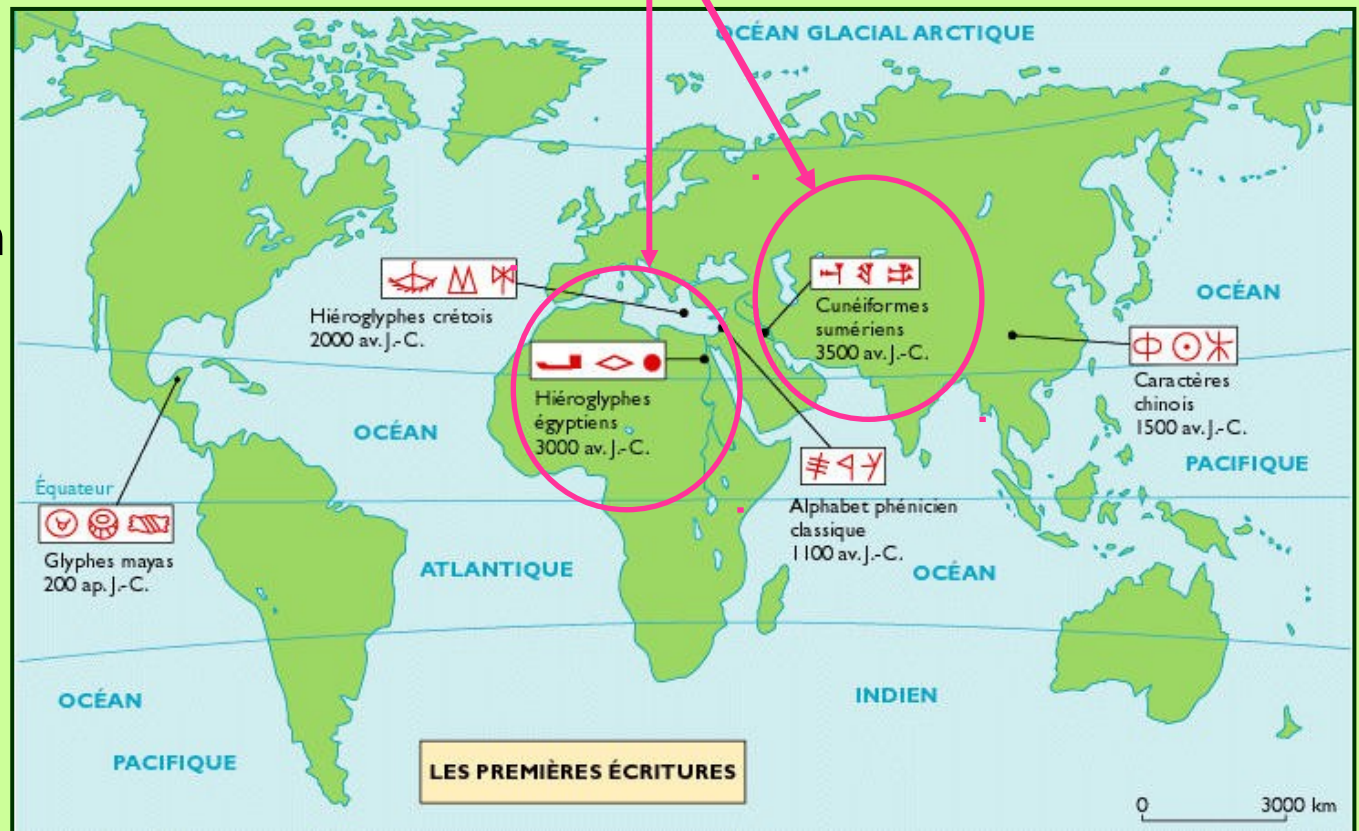 OCÉAN GLACIAL ARCTIQUE
n
Hiéroglyphes crétois
2000 av. J.-C.
Cunéiformes
sumériens
3500 av. J.-C.
OCÉAN
Hiéroglyphes
égyptiens
3000 av. J.-C.
Caractères
chinois
1500 av. J.-C.
OCÉAN
PACIFIQUE
Équateur
Glyphes mayas
200 ap. J.-C.
Alphabet phénicien
classique
1100 av. J.-C.
ATLANTIQUE
OCÉAN
INDIEN
OCÉAN
PACIFIQUE
LES PREMIÈRES ÉCRITURES
0 3000 km